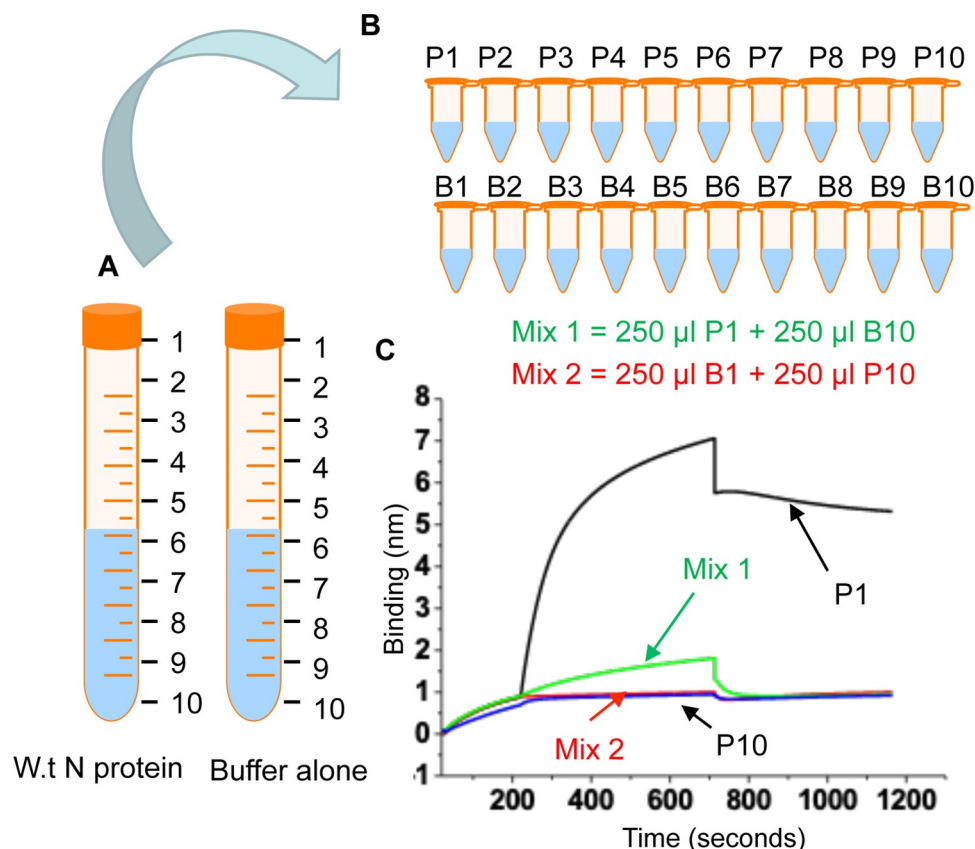 B
P1 P2 P3 P4 P5 P6 P7 P8 P9 P10
B1 B2 B3 B4 B5 B6 B7 B8 B9 B10
A
1
2
3
4
5
6
7
8
9
10
W.t N protein
1
2
3
4
5
6
7
8
9
10
Buffer alone
Mix 1 = 250 µl P1 + 250 µl B10
Mix 2 = 250 µl B1 + 250 µl P10
C
8
7
6
5
4
3
2
1
0
-1
Binding (nm)
Mix 1
P1
Mix 2
P10
200 400 600 800 1000 1200
Time (seconds)